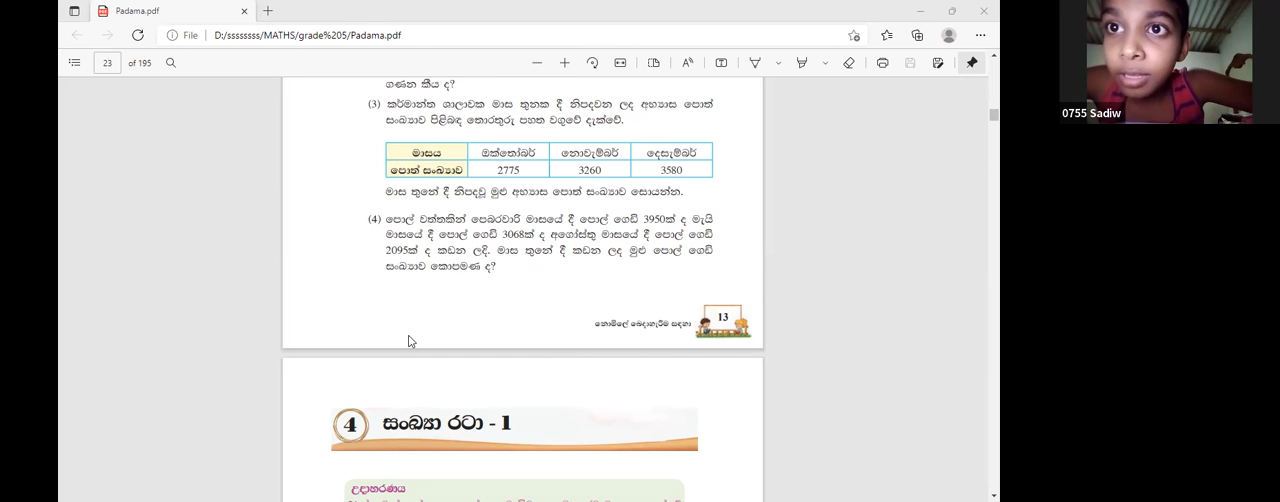 Padama.pdf
File
D:/ssssssss/MATHS/grade%205/Padama.pdf
23 of 195
ගණන කීය ද?
(3) කර්මාන්ත ශාලාවක මාස තුනක දී නිපදවන ලද අභ්‍යාස පොත්
සංඛ්‍යාව පිළිබඳ තොරතුරු පහත වගුවේ දැක්වේ.
මාසය ඔක්තෝබර් නොවැම්බර් දෙසැම්බර්
පොත් සංඛ්‍යාව 2775 3260 3580
මාස තුනේ දී නිපදවූ මුළු අභ්‍යාස පොත් සංඛ්‍යාව සොයන්න.
(4) පොල් වත්තකින් පෙබරවාරි මාසයේ දී පොල් ගෙඩි 3950ක් ද මැයි
මාසයේ දී පොල් ගෙඩි 3068ක් ද අගෝස්තු මාසයේ දී පොල් ගෙඩි
2095ක් ද කඩන ලදි. මාස තුනේ දී කඩන ලද මුළු පොල් ගෙඩි
සංඛ්‍යාව කොපමණ ද?
නොමිලේ බෙදාහැරීම සඳහා
13
4 සංඛ්‍යා රටා - 1
උදාහරණය
0755 Sadiw